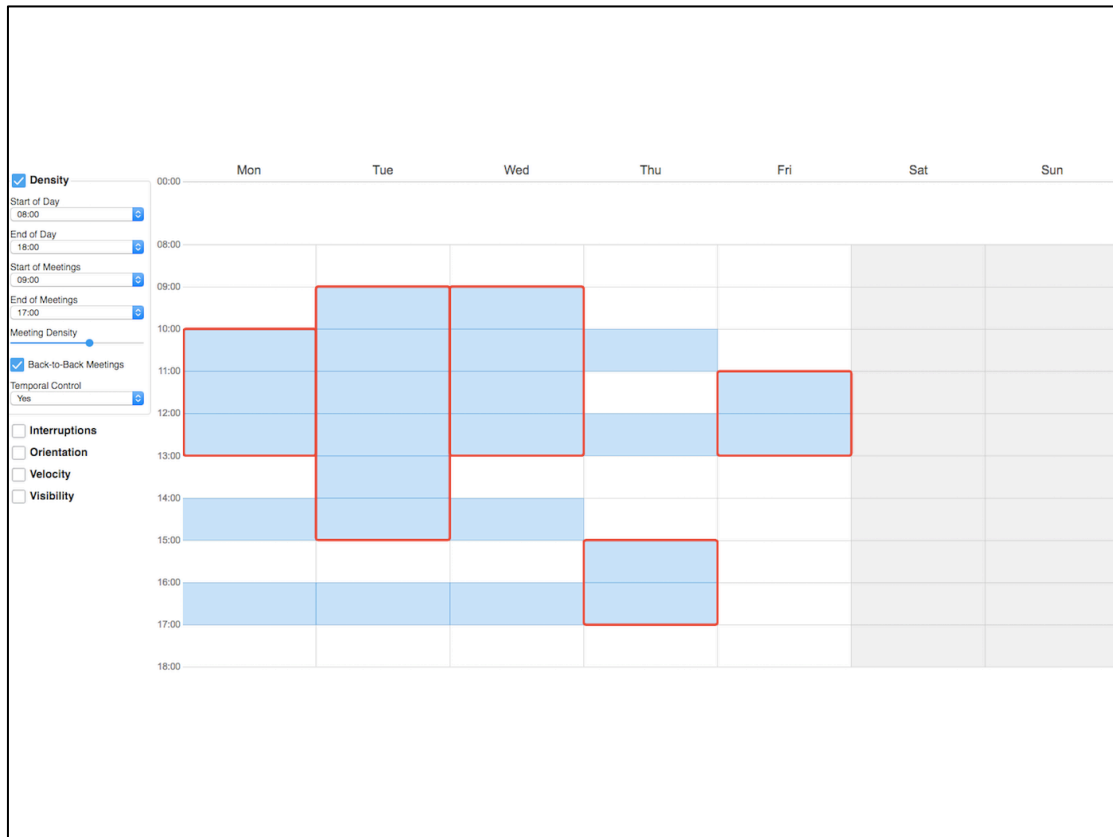 Mon Tue Wed Thu Fri Sat Sun
Density
Start of Day
08:00
End of Day
18:00
Start of Meetings
09:00
End of Meetings
17:00
Meeting Density
Back-to-Back Meetings
Temporal Control
Yes
Interruptions
Orientation
Velocity
Visibility
00:00
08:00
09:00
10:00
11:00
12:00
13:00
14:00
15:00
16:00
17:00
18:00